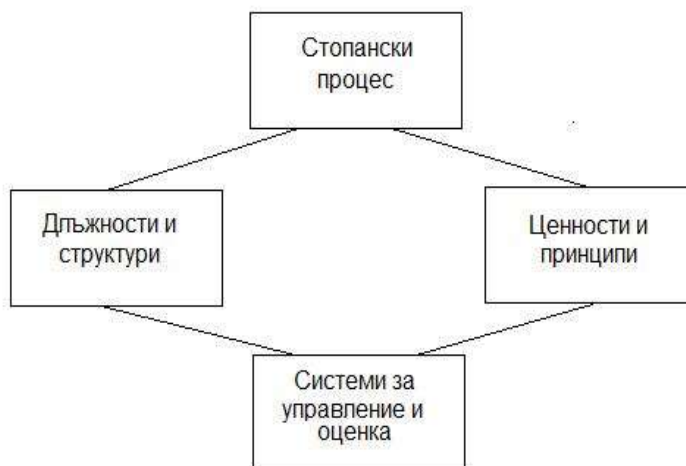 Стопански
процес
Длъжности и
структури
Ценности и
принципи
Системи за
управление и
оценка